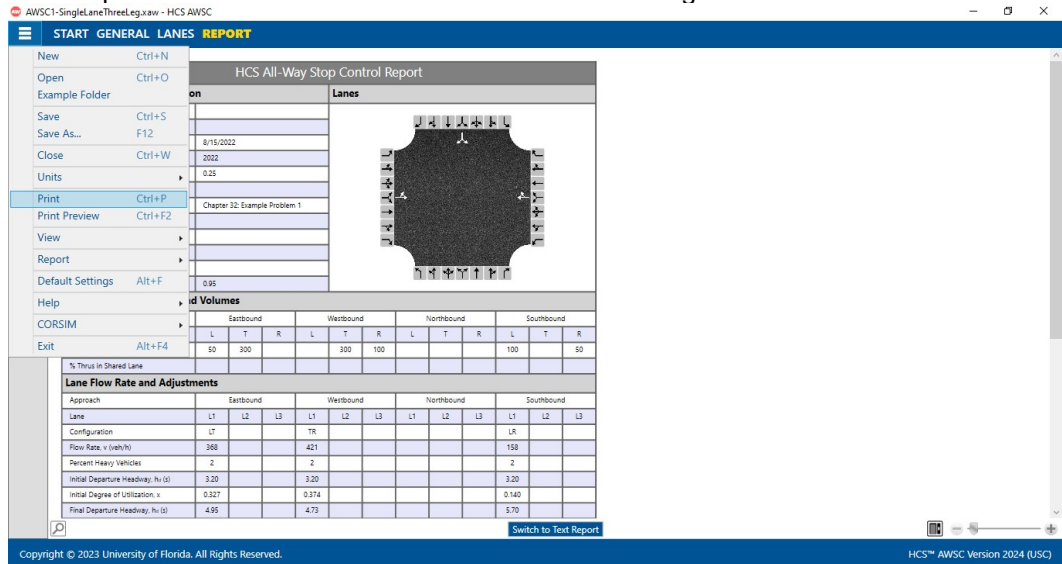 AWSC1-SingleLaneThreeLeg.xaw - HCS AWSC
START GENERAL LANES REPORT
New Ctrl+N
Open Ctrl+O
Example Folder
Save Ctrl+S
Save As... F12
Close Ctrl+W
Units
Print Ctrl+P
Print Preview Ctrl+F2
View
Report
Default Settings Alt+F
Help
CORSIM
Exit Alt+F4
HCS All-Way Stop Control Report
on Lanes
8/15/2022
2022
0.25
Chapter 32: Example Problem 1
0.95
d Volumes
Eastbound Westbound Northbound Southbound
L T R L T R L T R L T R
50 300 300 100 100 50
% Thrus in Shared Lane
Lane Flow Rate and Adjustments
Approach Eastbound Westbound Northbound Southbound
Lane L1 L2 L3 L1 L2 L3 L1 L2 L3 L1 L2 L3
Configuration LT TR LR
Flow Rate, v (veh/h) 368 421 158
Percent Heavy Vehicles 2 2 2
Initial Departure Headway, hd (s) 3.20 3.20 3.20
Initial Degree of Utilization, x 0.327 0.374 0.140
Final Departure Headway, hd (s) 4.95 4.73 5.70
Switch to Text Report
Copyright © 2023 University of Florida. All Rights Reserved. HCS™ AWSC Version 2024 (USC)